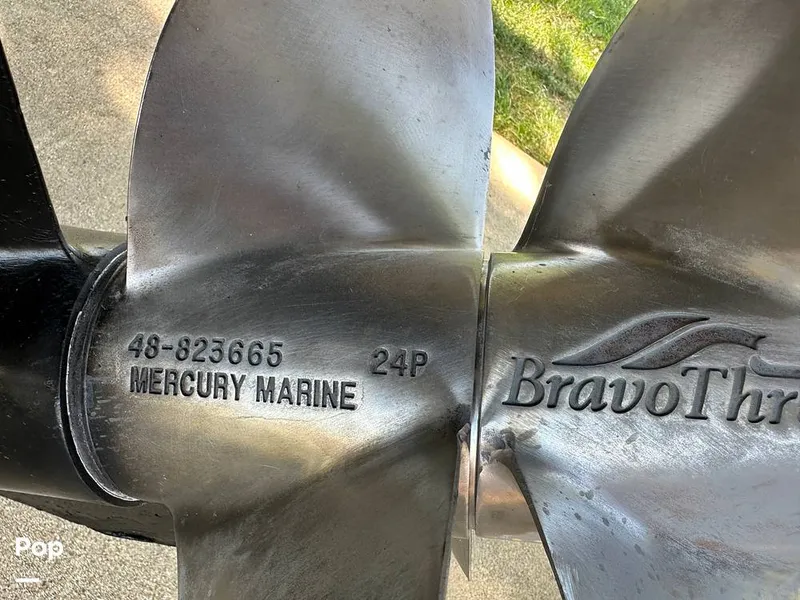 48-823665 24P
MERCURY MARINE
BravoThr
Pop